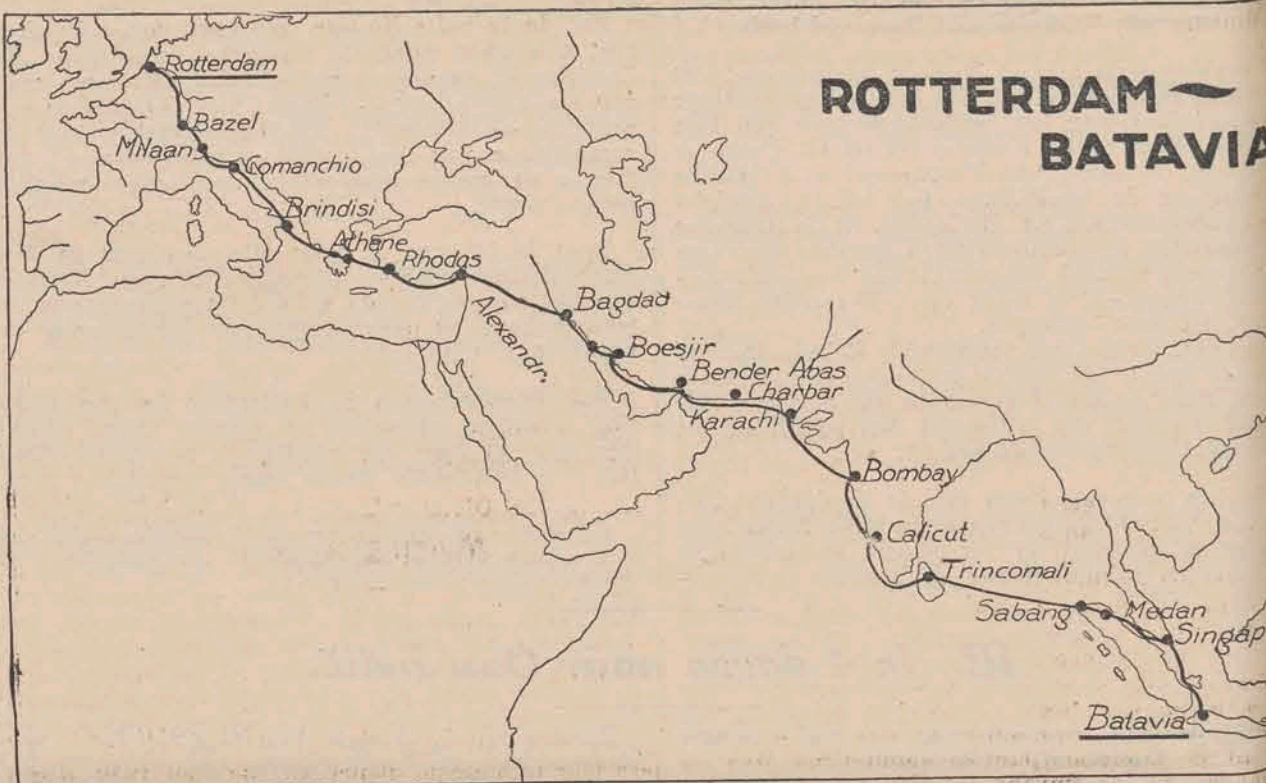 ROTTERDAM ~
BATAVIA
Rotterdam
Bazel
Milaan
Comanchio
Brindisi
Athene
Rhodos
Alexandr.
Bagdad
Boesjir
Bender Abas
Charbar
Karachi
Bombay
Calicut
Trincomali
Sabang
Medan
Singap
Batavia